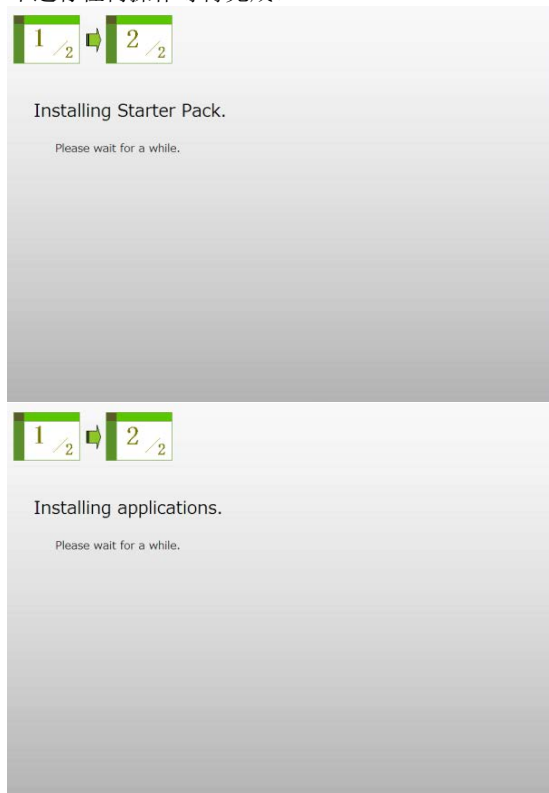 1/2 2/2
Installing Starter Pack.
Please wait for a while.
1/2 2/2
Installing applications.
Please wait for a while.